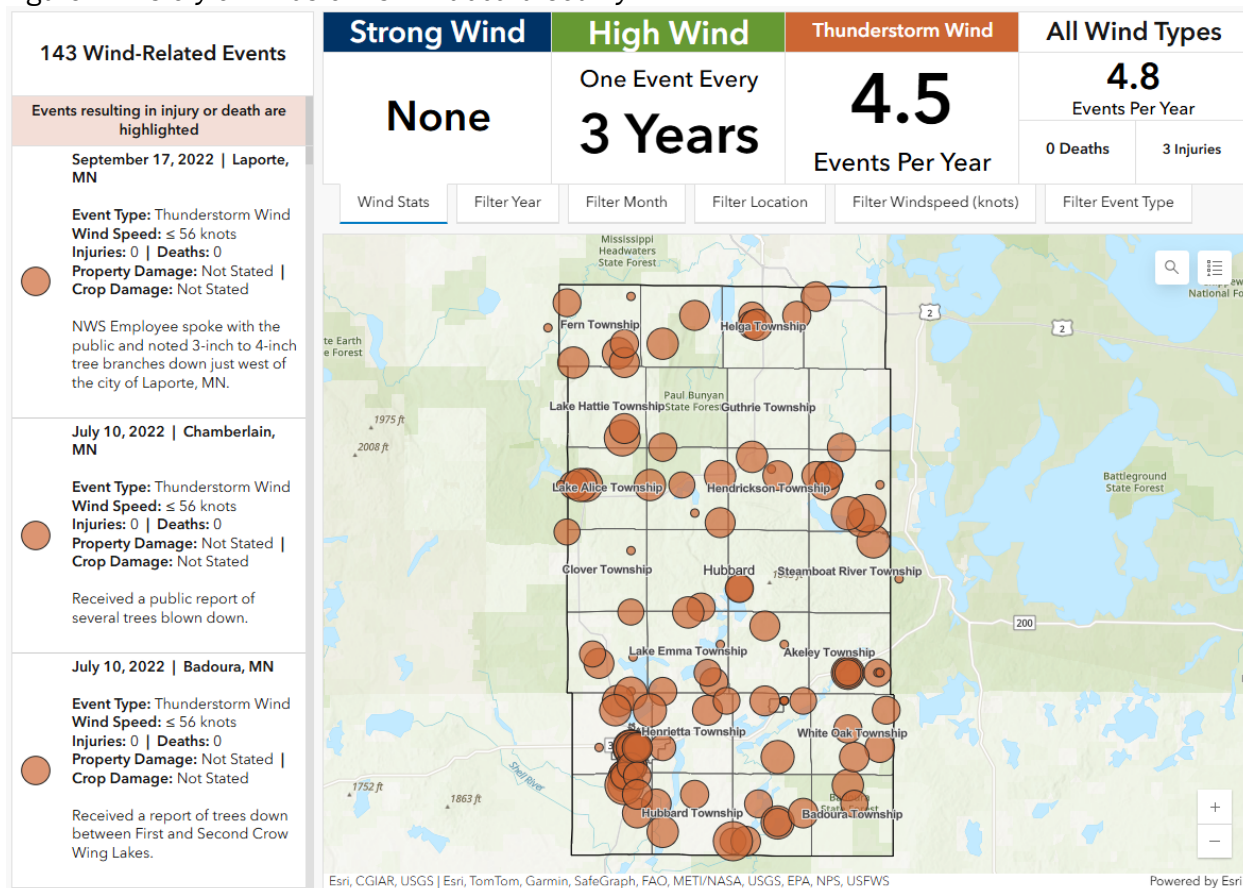 143 Wind-Related Events
Events resulting in injury or death are
highlighted
September 17, 2022 | Laporte,
MN
Event Type: Thunderstorm Wind
Wind Speed: ≤ 56 knots
Injuries: 0 | Deaths: 0
Property Damage: Not Stated |
Crop Damage: Not Stated
NWS Employee spoke with the
public and noted 3-inch to 4-inch
tree branches down just west of
the city of Laporte, MN.
July 10, 2022 | Chamberlain,
MN
Event Type: Thunderstorm Wind
Wind Speed: ≤ 56 knots
Injuries: 0 | Deaths: 0
Property Damage: Not Stated |
Crop Damage: Not Stated
Received a public report of
several trees blown down.
July 10, 2022 | Badoura, MN
Event Type: Thunderstorm Wind
Wind Speed: ≤ 56 knots
Injuries: 0 | Deaths: 0
Property Damage: Not Stated |
Crop Damage: Not Stated
Received a report of trees down
between First and Second Crow
Wing Lakes.
Strong Wind
None
High Wind
One Event Every
3 Years
Thunderstorm Wind
4.5
Events Per Year
All Wind Types
4.8
Events Per Year
0 Deaths
3 Injuries
Wind Stats
Filter Year
Filter Month
Filter Location
Filter Windspeed (knots)
Filter Event Type
Mississippi
Headwaters
State Forest
National Fo
2
2
Fern Township
Helga Township
te Earth
e Forest
Paul Bunyan
State Forest
Lake Hattie Township
Guthrie Township
1975 ft
2008 ft
Battleground
State Forest
Lake Alice Township
Hendrickson Township
Clover Township
Hubbard
Steamboat River Township
200
Lake Emma Township
Akeley Township
Henrietta Township
White Oak Township
Shell River
1752 ft
1863 ft
Hubbard Township
State Forest
Badoura Township
+
−
Esri, CGIAR, USGS | Esri, TomTom, Garmin, SafeGraph, FAO, METI/NASA, USGS, EPA, NPS, USFWS
Powered by Esri